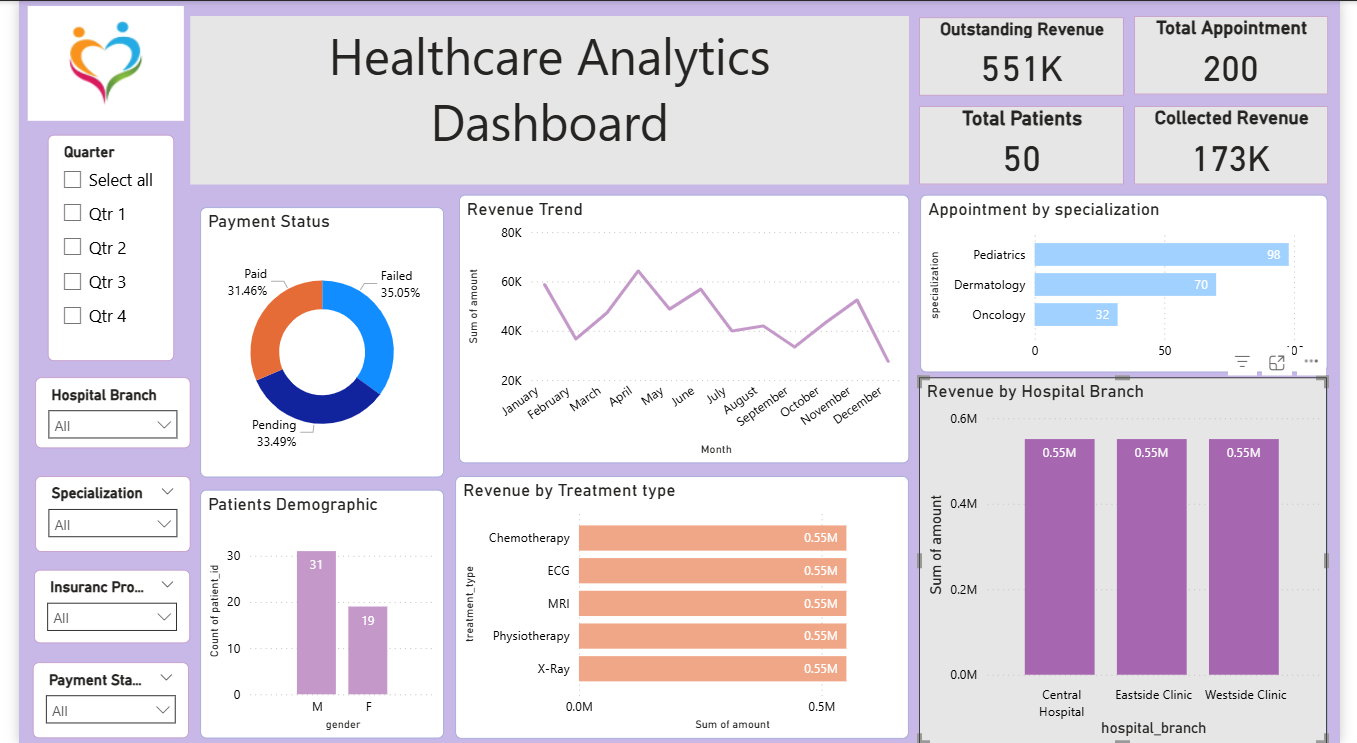 Healthcare Analytics
Dashboard
Outstanding Revenue
551K
Total Appointment
200
Total Patients
50
Collected Revenue
173K
Quarter
Select all
Qtr 1
Qtr 2
Qtr 3
Qtr 4
Hospital Branch
All
Specialization
All
Insuranc Pro...
All
Payment Sta...
All
Payment Status
Paid
31.46%
Failed
35.05%
Pending
33.49%
Revenue Trend
Sum of amount
80K
60K
40K
20K
January
February
March
April
May
June
July
August
September
October
November
December
Month
Appointment by specialization
specialization
Pediatrics
98
Dermatology
70
Oncology
32
0
50
Patients Demographic
Count of patient_id
30
20
10
0
31
19
M
F
gender
Revenue by Treatment type
treatment_type
Chemotherapy
0.55M
ECG
0.55M
MRI
0.55M
Physiotherapy
0.55M
X-Ray
0.55M
0.0M
0.5M
Sum of amount
Revenue by Hospital Branch
Sum of amount
0.6M
0.4M
0.2M
0.0M
0.55M
0.55M
0.55M
Central
Hospital
Eastside Clinic
Westside Clinic
hospital_branch